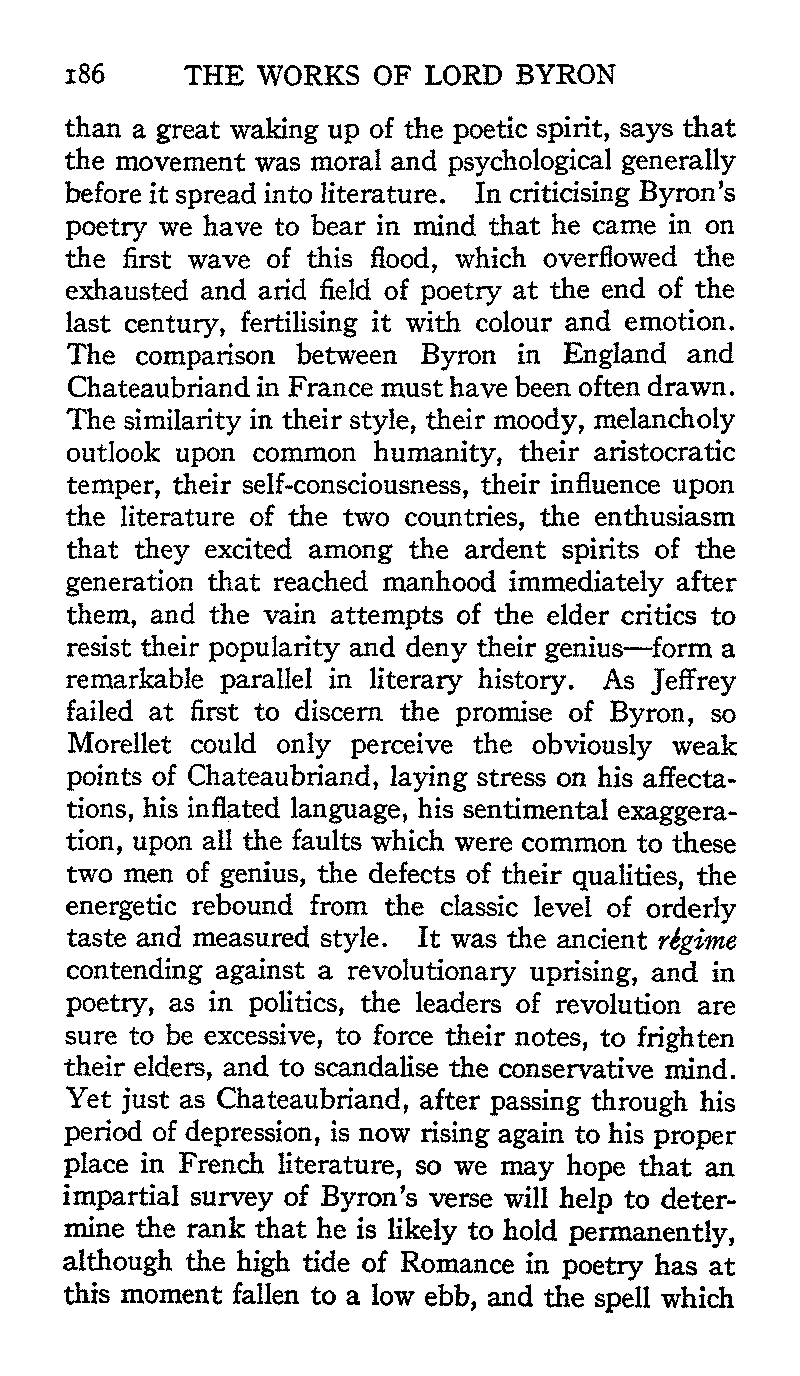 186 THE WORKS OF LORD BYRON
than a great waking up of the poetic spirit, says that
the movement was moral and psychological generally
before it spread into literature. In criticising Byron's
poetry we have to bear in mind that he came in on
the first wave of this flood, which overflowed the
exhausted and arid field of poetry at the end of the
last century, fertilising it with colour and emotion.
The comparison between Byron in England and
Chateaubriand in France must have been often drawn.
The similarity in their style, their moody, melancholy
outlook upon common humanity, their aristocratic
temper, their self-consciousness, their influence upon
the literature of the two countries, the enthusiasm
that they excited among the ardent spirits of the
generation that reached manhood immediately after
them, and the vain attempts of the elder critics to
resist their popularity and deny their genius—form a
remarkable parallel in literary history. As Jeffrey
failed at first to discern the promise of Byron, so
Morellet could only perceive the obviously weak
points of Chateaubriand, laying stress on his affecta-
tions, his inflated language, his sentimental exaggera-
tion, upon all the faults which were common to these
two men of genius, the defects of their qualities, the
energetic rebound from the classic level of orderly
taste and measured style. It was the ancient régime
contending against a revolutionary uprising, and in
poetry, as in politics, the leaders of revolution are
sure to be excessive, to force their notes, to frighten
their elders, and to scandalise the conservative mind.
Yet just as Chateaubriand, after passing through his
period of depression, is now rising again to his proper
place in French literature, so we may hope that an
impartial survey of Byron's verse will help to deter-
mine the rank that he is likely to hold permanently,
although the high tide of Romance in poetry has at
this moment fallen to a low ebb, and the spell which